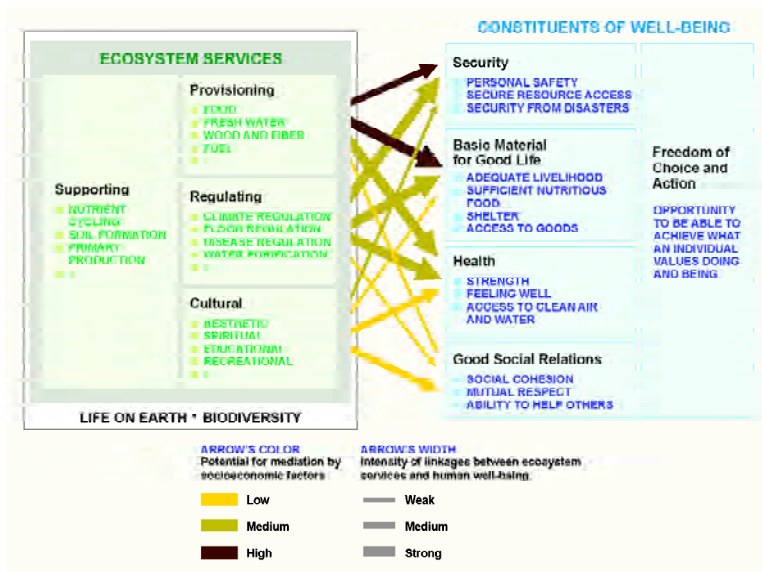 CONSTITUENTS OF WELL-BEING
ECOSYSTEM SERVICES
Supporting
NUTRIENT
CYCLING
SOIL FORMATION
PRIMARY
PRODUCTION
Provisioning
FOOD
FRESH WATER
WOOD AND FIBER
FUEL
Regulating
CLIMATE REGULATION
FLOOD REGULATION
DISEASE REGULATION
WATER PURIFICATION
Cultural
AESTHETIC
SPIRITUAL
EDUCATIONAL
RECREATIONAL
LIFE ON EARTH * BIODIVERSITY
Security
PERSONAL SAFETY
SECURE RESOURCE ACCESS
SECURITY FROM DISASTERS
Basic Material
for Good Life
ADEQUATE LIVELIHOOD
SUFFICIENT NUTRITIOUS
FOOD
SHELTER
ACCESS TO GOODS
Health
STRENGTH
FEELING WELL
ACCESS TO CLEAN AIR
AND WATER
Good Social Relations
SOCIAL COHESION
MUTUAL RESPECT
ABILITY TO HELP OTHERS
Freedom of
Choice and
Action
OPPORTUNITY
TO BE ABLE TO
ACHIEVE WHAT
AN INDIVIDUAL
VALUES DOING
AND BEING
ARROW'S COLOR
Potential for mediation by
socioeconomic factors
Low
Medium
High
ARROW'S WIDTH
Intensity of linkages between ecosystem
services and human well-being
Weak
Medium
Strong